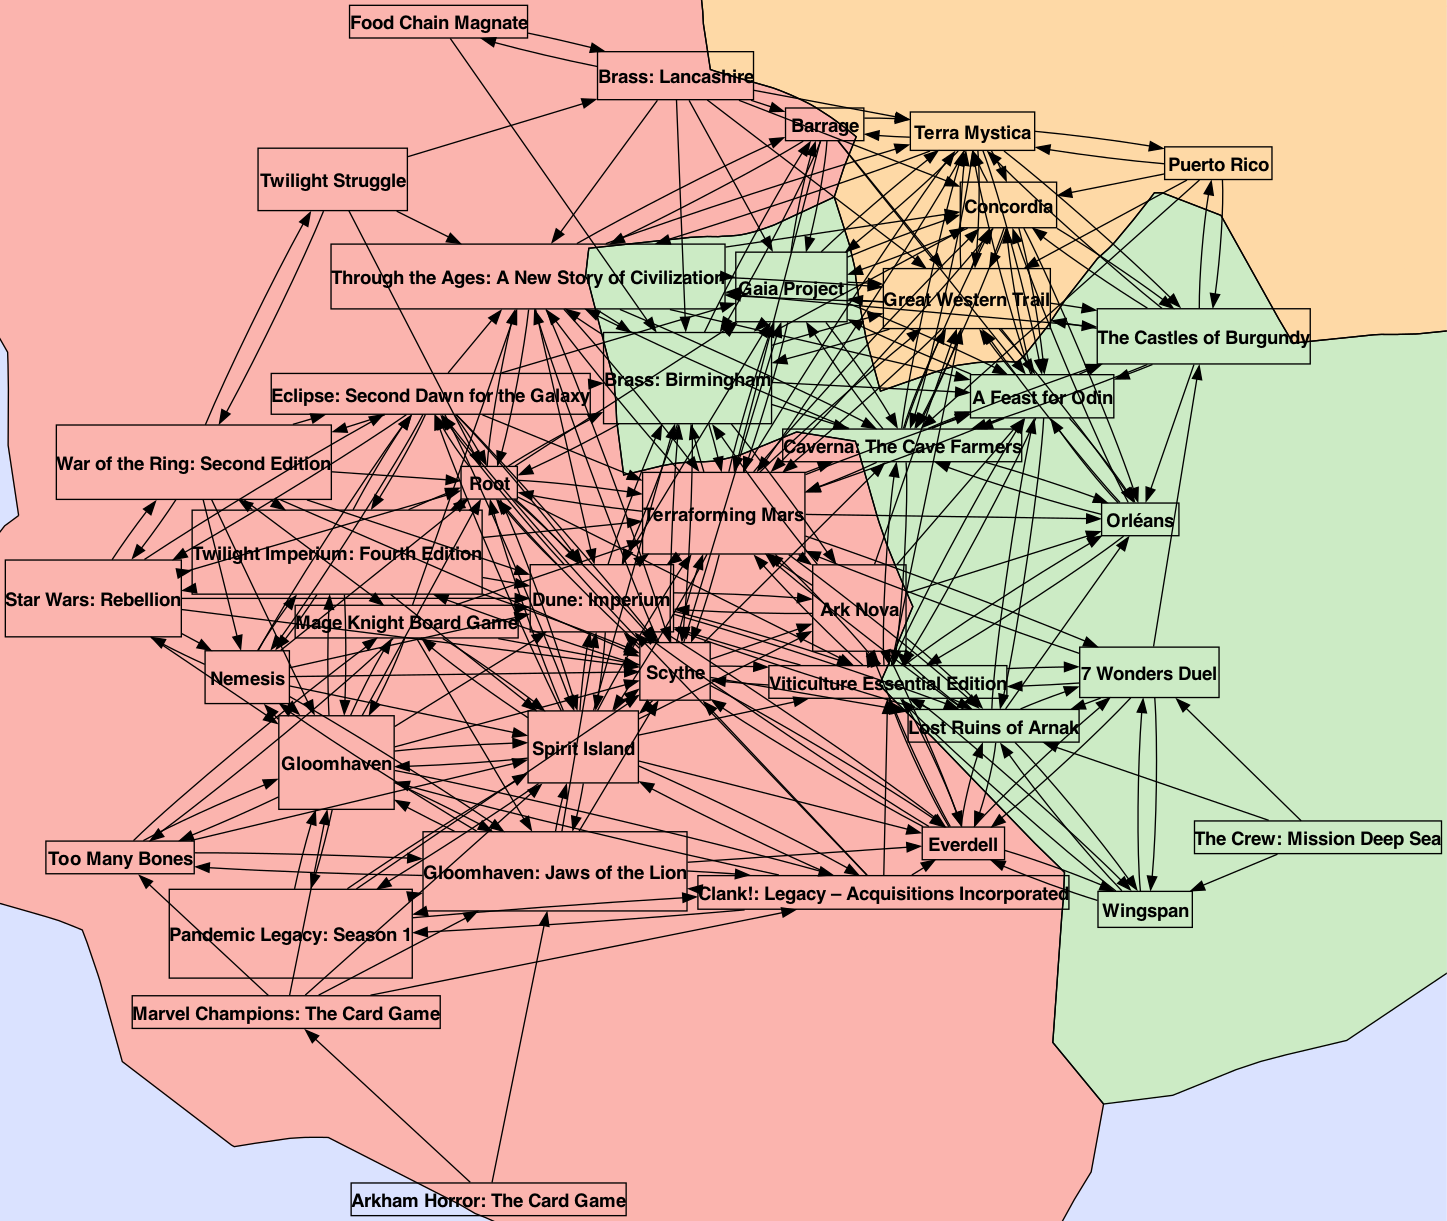 Food Chain Magnate
Brass: Lancashire
Barrage
Terra Mystica
Puerto Rico
Twilight Struggle
Concordia
Through the Ages: A New Story of Civilization
Gaia Project
Great Western Trail
The Castles of Burgundy
Brass: Birmingham
Eclipse: Second Dawn for the Galaxy
A Feast for Odin
Caverna: The Cave Farmers
War of the Ring: Second Edition
Root
Terraforming Mars
Orléans
Twilight Imperium: Fourth Edition
Star Wars: Rebellion
Dune: Imperium
Ark Nova
Mage Knight Board Game
Nemesis
Scythe
Viticulture Essential Edition
7 Wonders Duel
Lost Ruins of Arnak
Spirit Island
Gloomhaven
The Crew: Mission Deep Sea
Everdell
Too Many Bones
Gloomhaven: Jaws of the Lion
Clank!: Legacy – Acquisitions Incorporated
Wingspan
Pandemic Legacy: Season 1
Marvel Champions: The Card Game
Arkham Horror: The Card Game